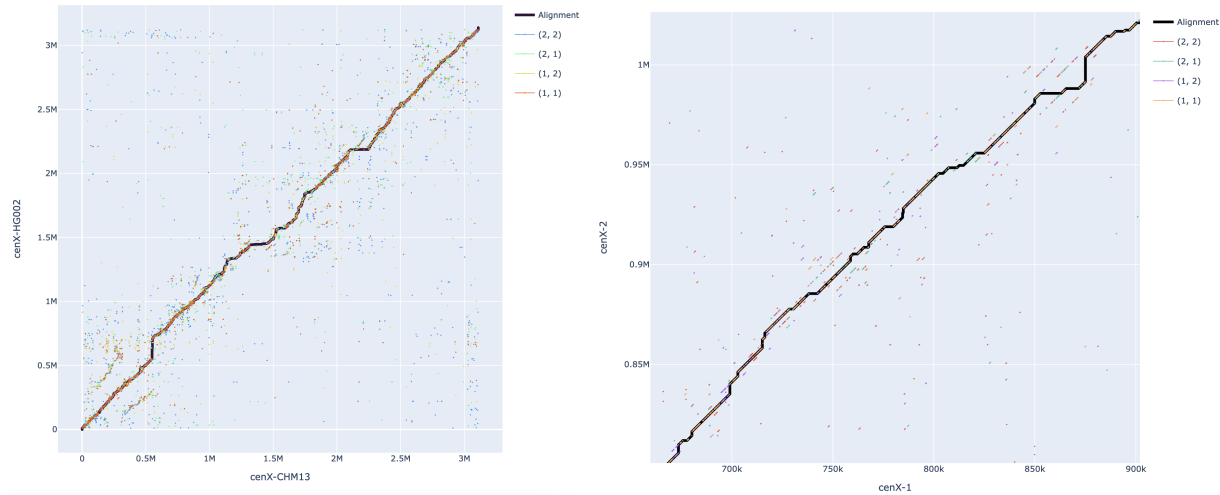 Alignment
(2, 2)
(2, 1)
(1, 2)
(1, 1)
3M
2.5M
2M
1.5M
1M
0.5M
0
cenX-HG002
0
0.5M
1M
1.5M
2M
2.5M
3M
cenX-CHM13
Alignment
(2, 2)
(2, 1)
(1, 2)
(1, 1)
1M
0.95M
0.9M
0.85M
cenX-2
700k
750k
800k
850k
900k
cenX-1